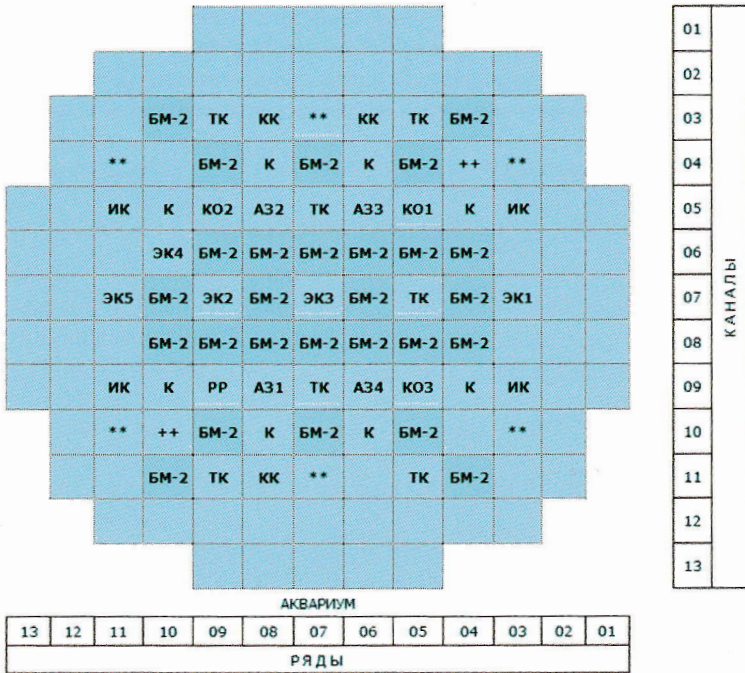 01
02
БМ-2 ТК КК ** КК ТК БМ-2 03
** БМ-2 К БМ-2 К БМ-2 ++ ** 04
ИК К КО2 АЗ2 ТК АЗ3 КО1 К ИК 05
ЭК4 БМ-2 БМ-2 БМ-2 БМ-2 БМ-2 БМ-2 06
ЭК5 БМ-2 ЭК2 БМ-2 ЭК3 БМ-2 ТК БМ-2 ЭК1 07
БМ-2 БМ-2 БМ-2 БМ-2 БМ-2 БМ-2 БМ-2 08
ИК К РР АЗ1 ТК АЗ4 КО3 К ИК 09
** ++ БМ-2 К БМ-2 К БМ-2 ** 10
БМ-2 ТК КК ** ТК БМ-2 11
12
13
КАНАЛЫ
АКВАРИУМ
13 12 11 10 09 08 07 06 05 04 03 02 01
РЯДЫ